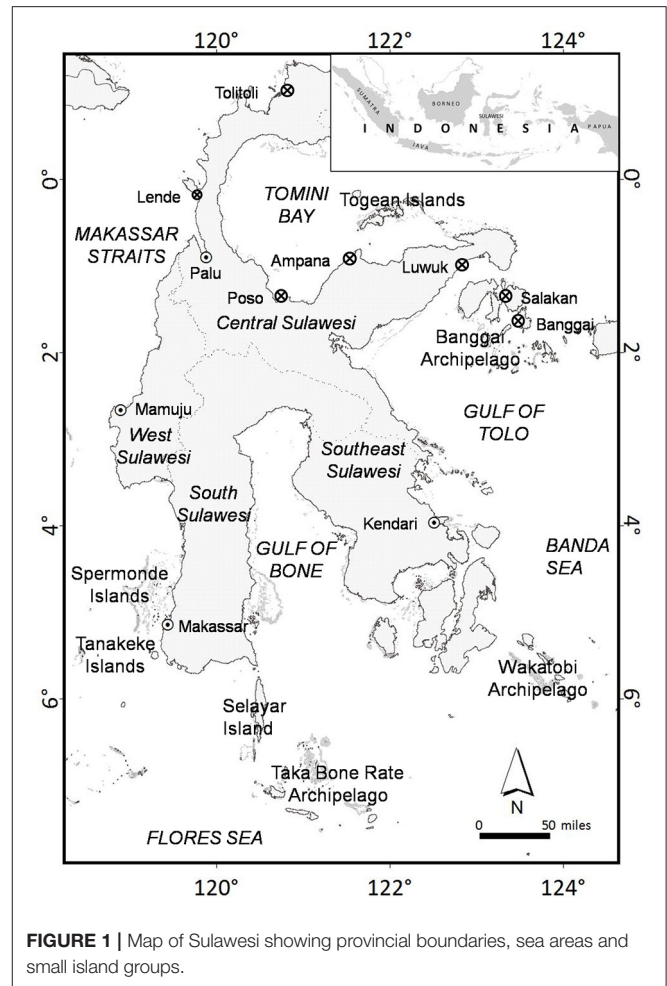 120°
122°
124°
Tolitoli
SUMATRA
BORNEO
SULAWESI
INDONESIA
PAPUA
JAVA
0°
0°
Lende
TOMINI
BAY
Togean Islands
MAKASSAR
STRAITS
Palu
Ampana
Luwuk
Poso
Salakan
Central Sulawesi
Banggai
Banggai
Archipelago
2°
2°
Mamuju
West
Sulawesi
GULF OF
TOLO
Southeast
Sulawesi
South
Sulawesi
Kendari
4°
4°
GULF OF
BONE
BANDA
SEA
Spermonde
Islands
Makassar
Tanakeke
Islands
Wakatobi
Archipelago
6°
6°
Selayar
Island
Taka Bone Rate
Archipelago
N
0 50 miles
FLORES SEA
120°
122°
124°
FIGURE 1 | Map of Sulawesi showing provincial boundaries, sea areas and
small island groups.